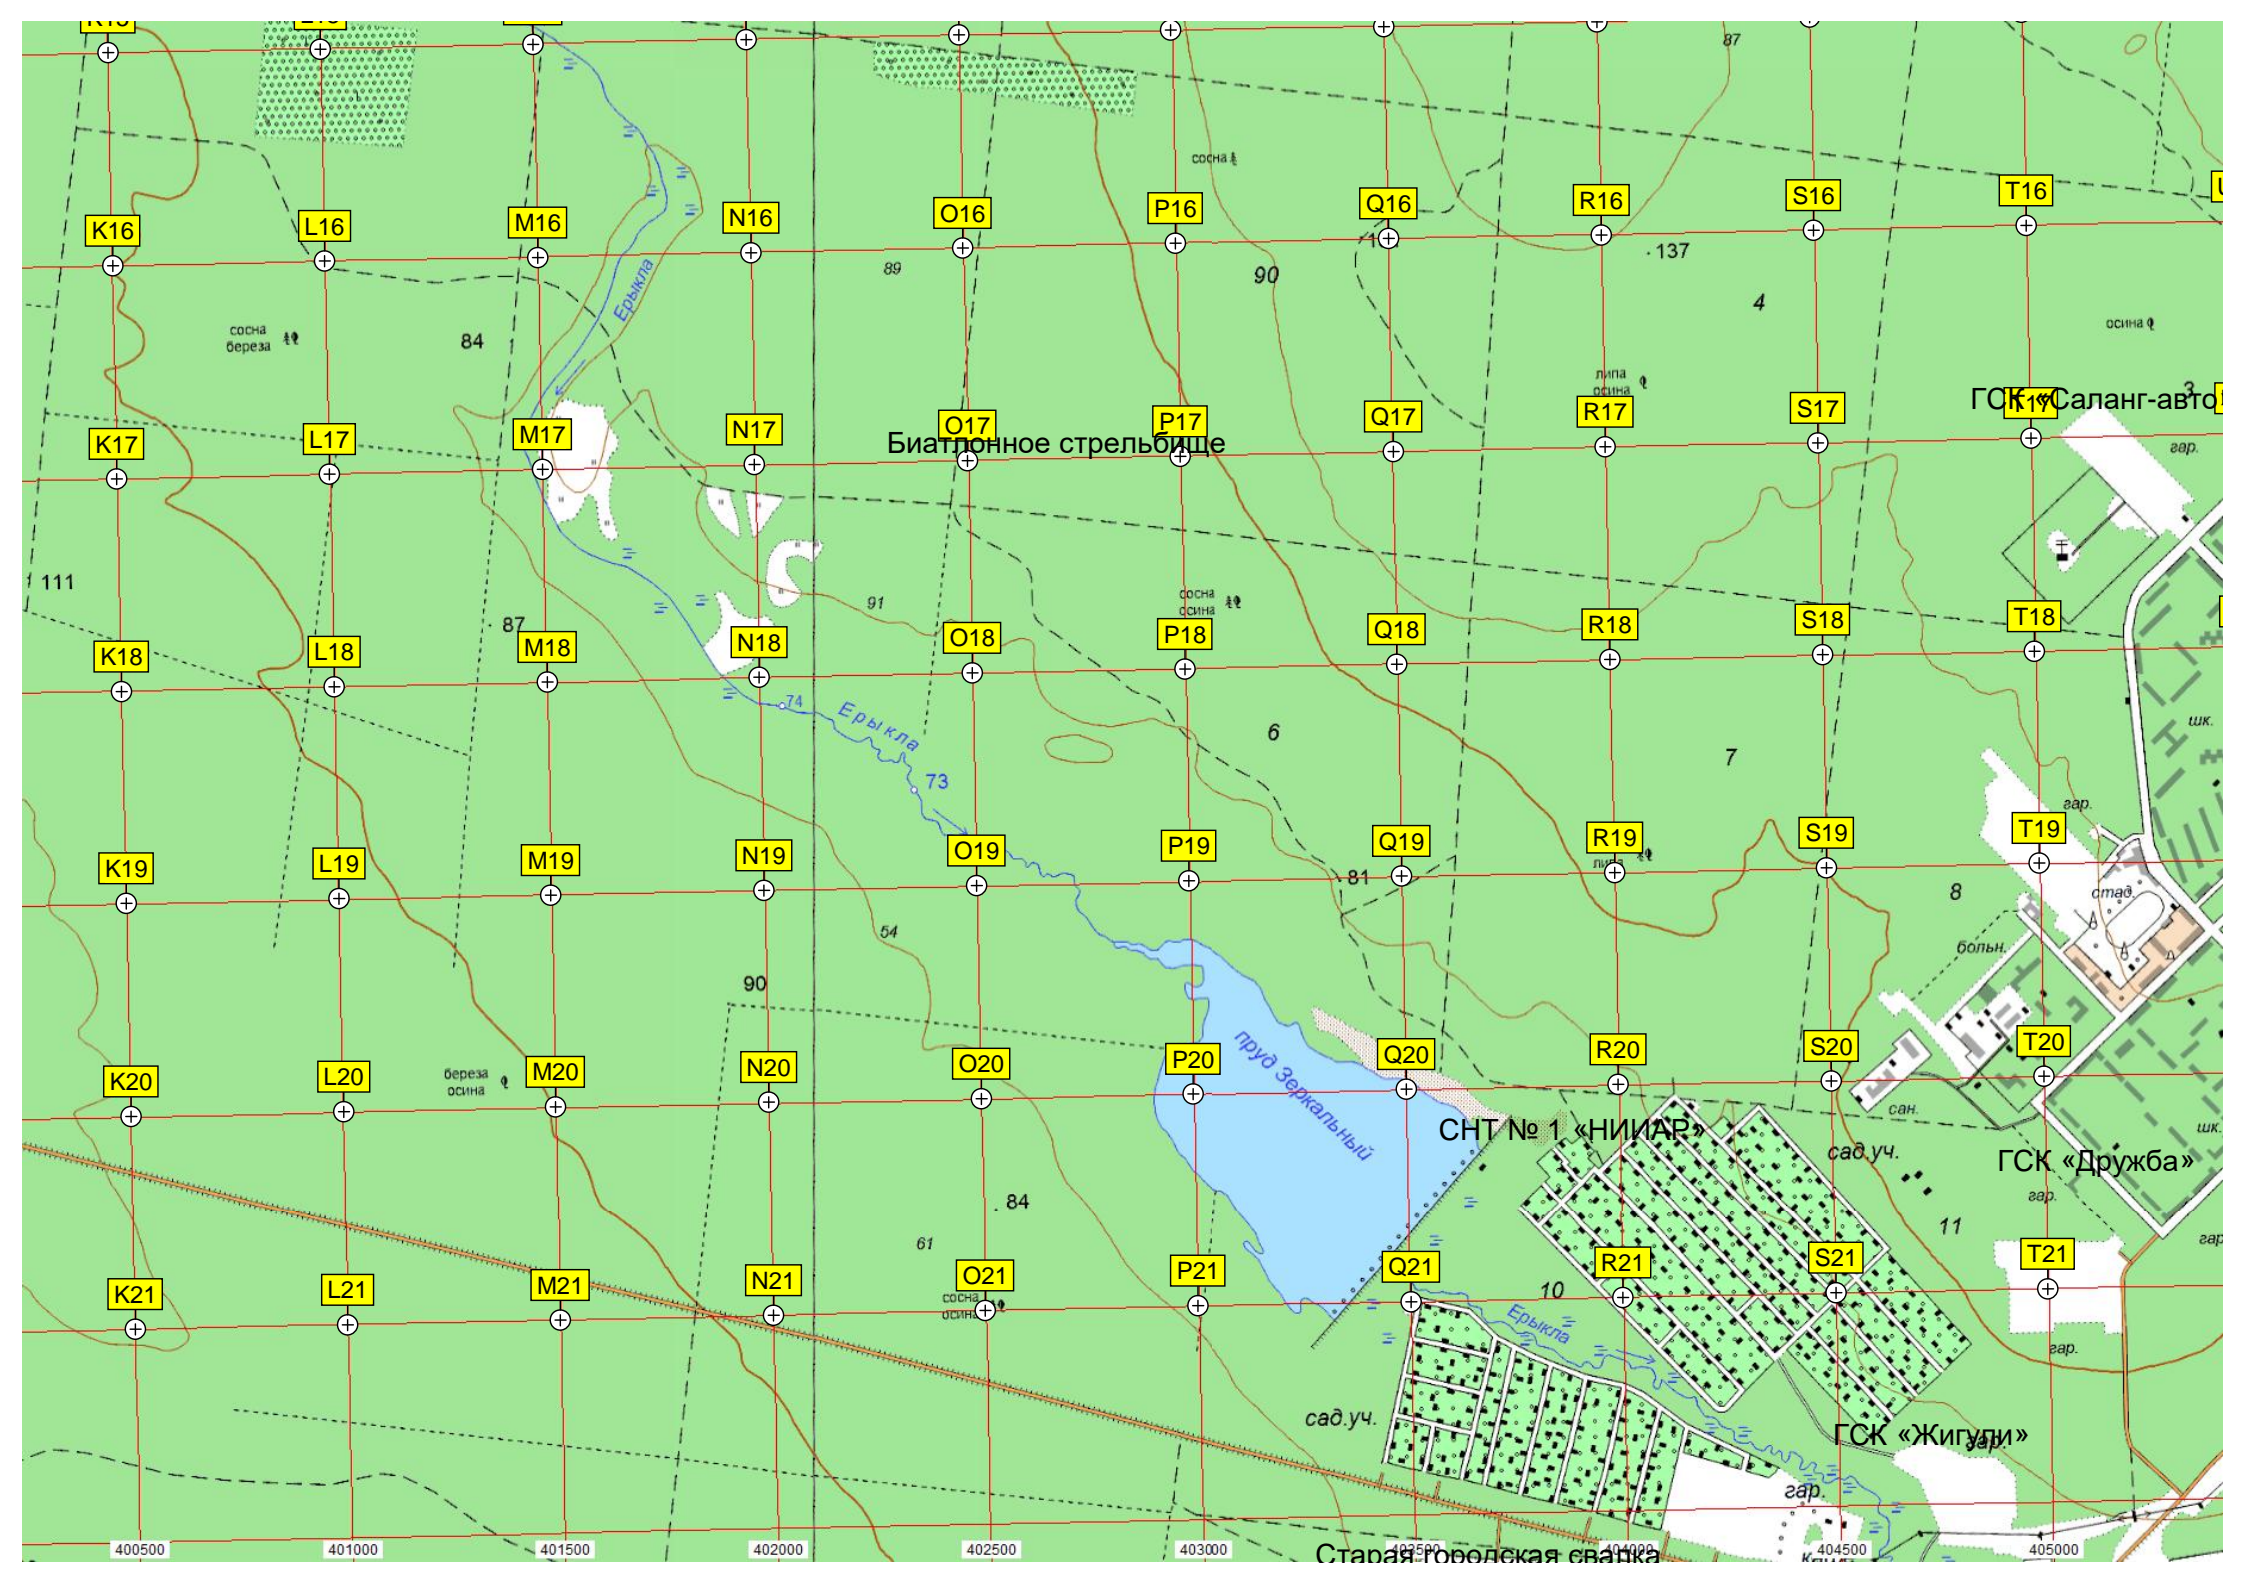 87
сосна
K16
L16
M16
N16
O16
P16
Q16
R16
S16
T16
89
90
137
4
Ерыкла
сосна
береза
84
осина
липа
осина
3
ГСК «Саланг-авто
K17
L17
M17
N17
O17
P17
Q17
R17
S17
T17
Биатлонное стрельбище
гар.
111
87
91
сосна
осина
K18
L18
M18
N18
O18
P18
Q18
R18
S18
T18
74
Ерыкла
73
6
7
шк.
гар.
K19
L19
M19
N19
O19
P19
Q19
R19
S19
T19
81
липа
8
стад.
54
больн.
90
пруд Зеркальный
K20
L20
M20
N20
O20
P20
Q20
R20
S20
T20
береза
осина
сан.
СНТ № 1 «НИИАР»
сад.уч.
шк.
ГСК «Дружба»
гар.
84
61
11
гар
K21
L21
M21
N21
O21
P21
Q21
R21
S21
T21
сосна
осина
10
Ерыкла
гар.
сад.уч.
ГСК «Жигули»
гар.
гар.
400500
401000
401500
402000
402500
403000
403500
404000
404500
405000
Старая городская свалка